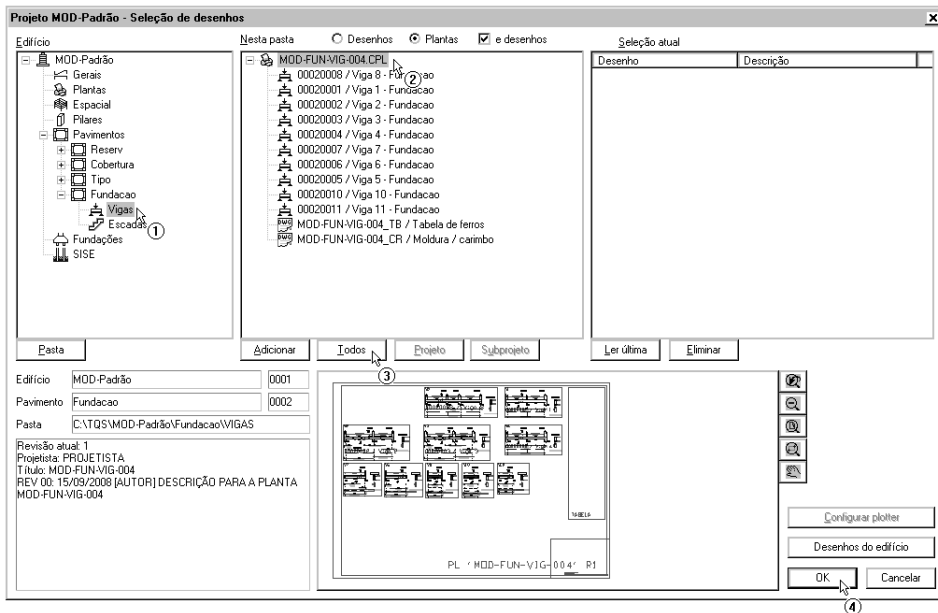 Projeto MOD-Padrão - Seleção de desenhos
Edifício
MOD-Padrão
Gerais
Plantas
Espacial
Pilares
Pavimentos
Reserv
Cobertura
Tipo
Fundacao
Vigas
Escadas
1
Fundações
SISE
Pasta
Nesta pasta
Desenhos
Plantas
e desenhos
MOD-FUN-VIG-004.CPL
2
00020008 / Viga 8 - Fundacao
00020001 / Viga 1 - Fundacao
00020002 / Viga 2 - Fundacao
00020003 / Viga 3 - Fundacao
00020004 / Viga 4 - Fundacao
00020007 / Viga 7 - Fundacao
00020006 / Viga 6 - Fundacao
00020005 / Viga 5 - Fundacao
00020010 / Viga 10 - Fundacao
00020011 / Viga 11 - Fundacao
DWG MOD-FUN-VIG-004_TB / Tabela de ferros
DWG MOD-FUN-VIG-004_CR / Moldura / carimbo
Adicionar
Todos
Projeto
Subprojeto
3
Seleção atual
Desenho
Descrição
Ler última
Eliminar
Edifício
MOD-Padrão
0001
Pavimento
Fundacao
0002
Pasta
C:\TQS\MOD-Padrão\Fundacao\VIGAS
Revisão atual: 1
Projetista: PROJETISTA
Título: MOD-FUN-VIG-004
REV 00: 15/09/2008 [AUTOR] DESCRIÇÃO PARA A PLANTA
MOD-FUN-VIG-004
TABELA
PL 'MOD-FUN-VIG-004' R1
Configurar plotter
Desenhos do edifício
OK
Cancelar
4